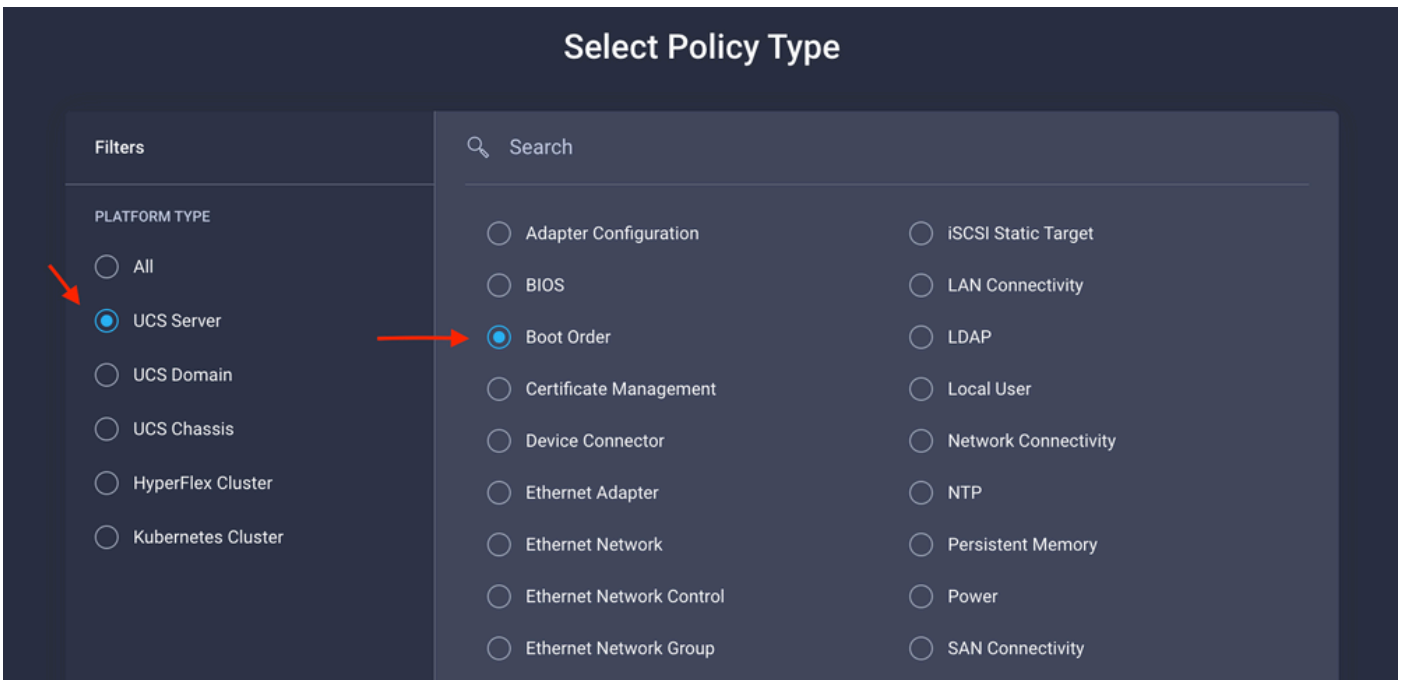 Select Policy Type
Filters
Search
PLATFORM TYPE
All
UCS Server
UCS Domain
UCS Chassis
HyperFlex Cluster
Kubernetes Cluster
Adapter Configuration
BIOS
Boot Order
Certificate Management
Device Connector
Ethernet Adapter
Ethernet Network
Ethernet Network Control
Ethernet Network Group
iSCSI Static Target
LAN Connectivity
LDAP
Local User
Network Connectivity
NTP
Persistent Memory
Power
SAN Connectivity